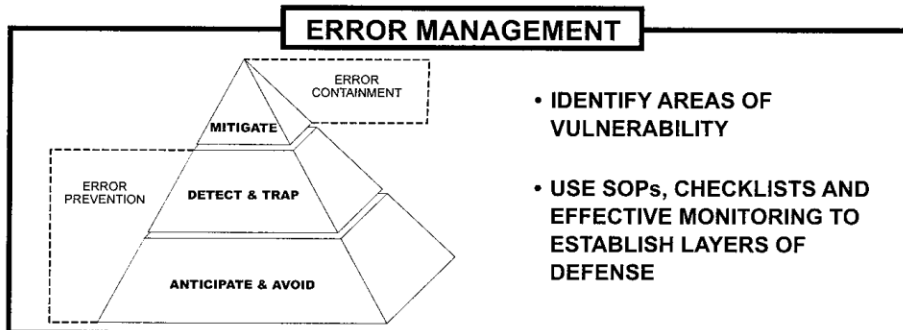 ERROR MANAGEMENT
ERROR
CONTAINMENT
MITIGATE
ERROR
PREVENTION
DETECT & TRAP
ANTICIPATE & AVOID
• IDENTIFY AREAS OF
VULNERABILITY
• USE SOPs, CHECKLISTS AND
EFFECTIVE MONITORING TO
ESTABLISH LAYERS OF
DEFENSE